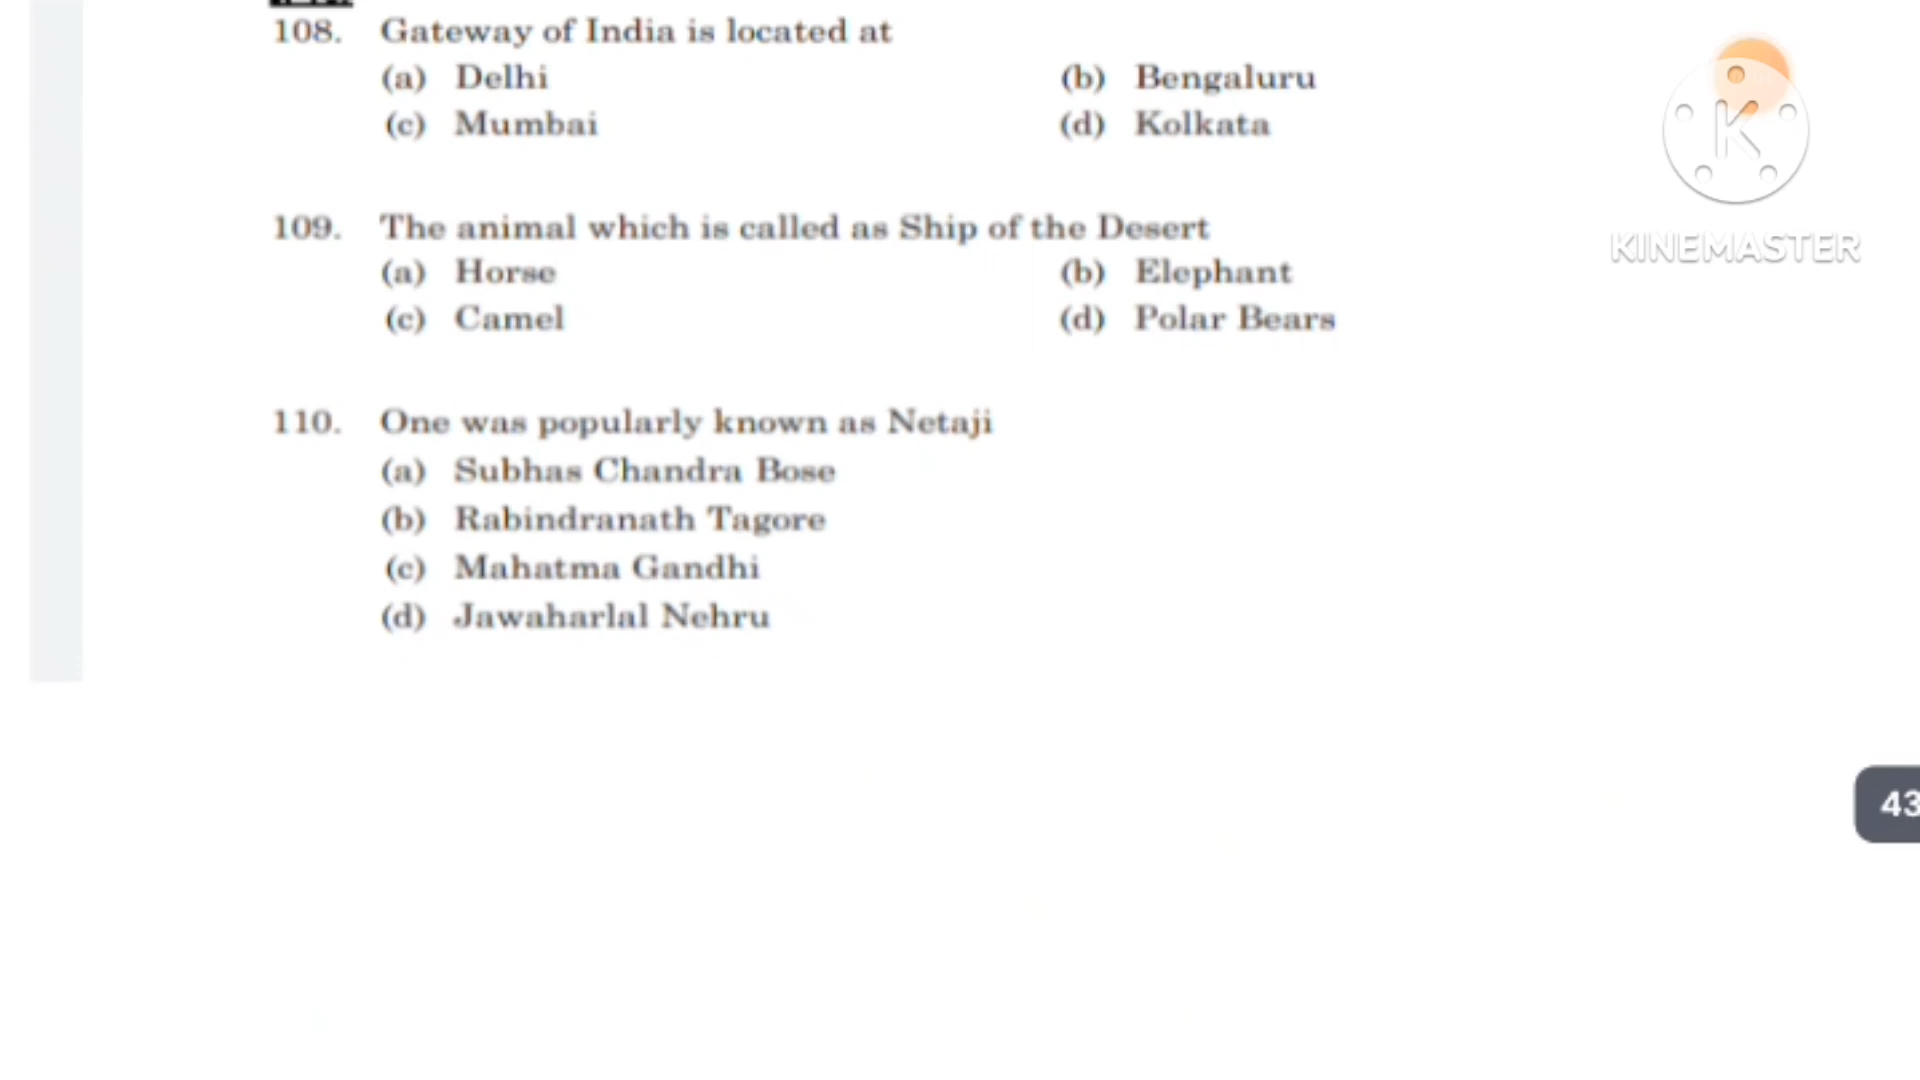 108. Gateway of India is located at
(a) Delhi (b) Bengaluru
(c) Mumbai (d) Kolkata
109. The animal which is called as Ship of the Desert
(a) Horse (b) Elephant
(c) Camel (d) Polar Bears
110. One was popularly known as Netaji
(a) Subhas Chandra Bose
(b) Rabindranath Tagore
(c) Mahatma Gandhi
(d) Jawaharlal Nehru
K
KINEMASTER
43